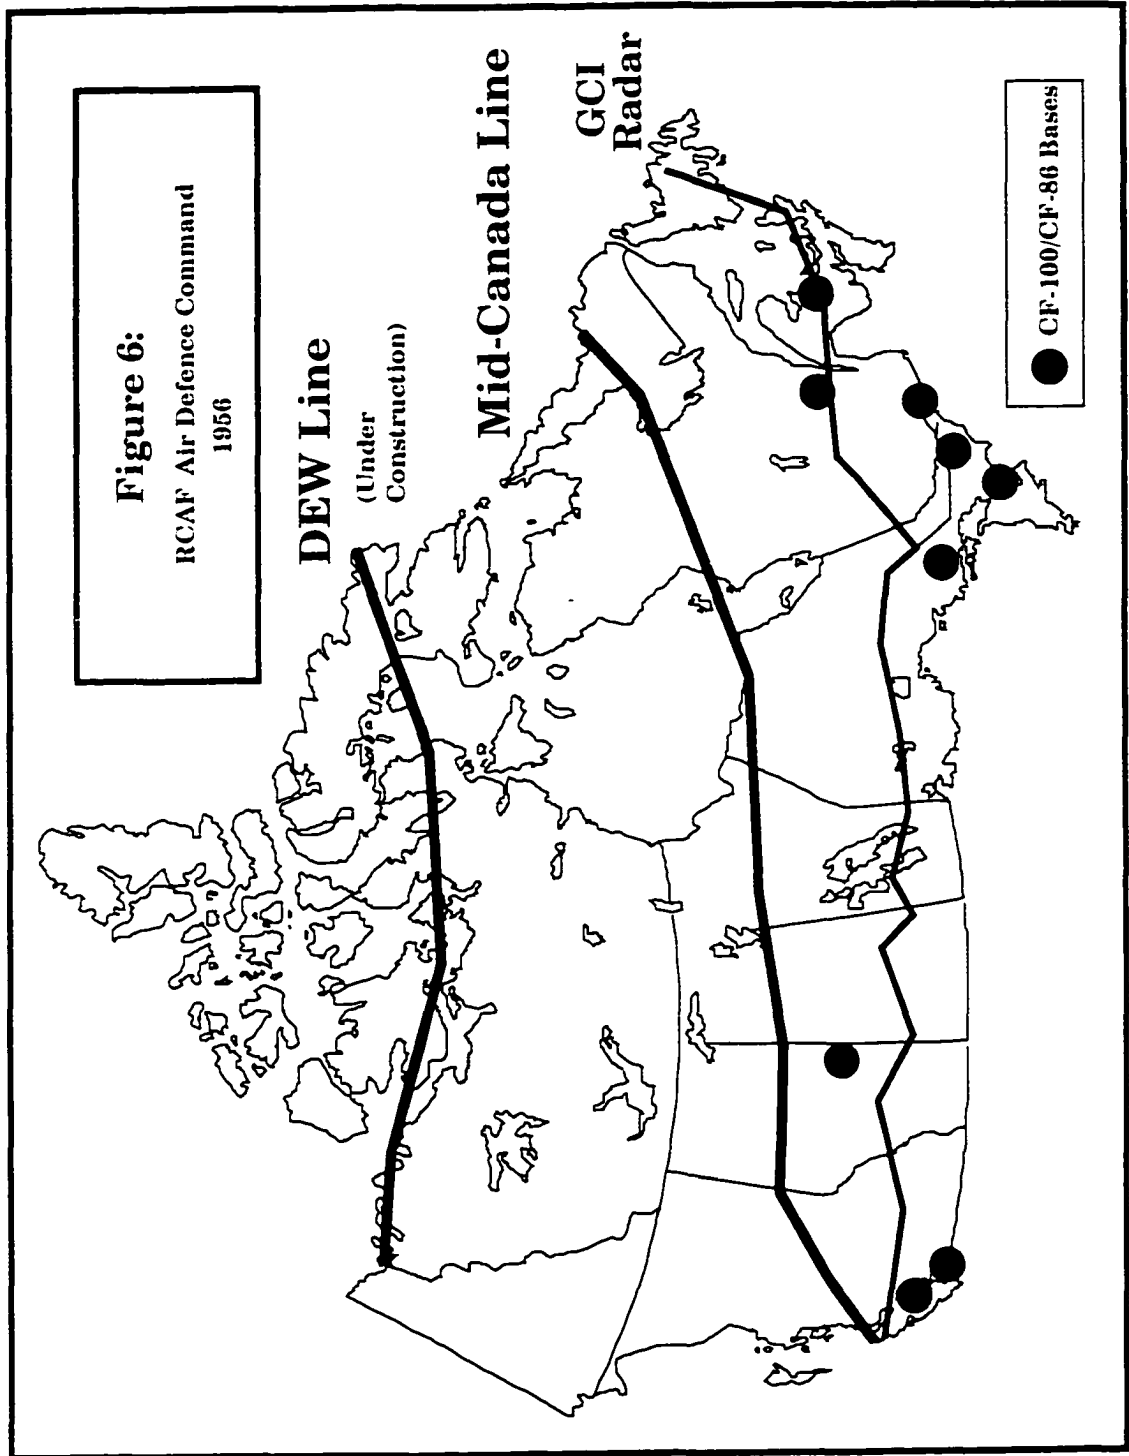 Figure 6:
RCAF Air Defence Command
1956
DEW Line
(Under
Construction)
Mid-Canada Line
GCI
Radar
CF-100/CF-86 Bases